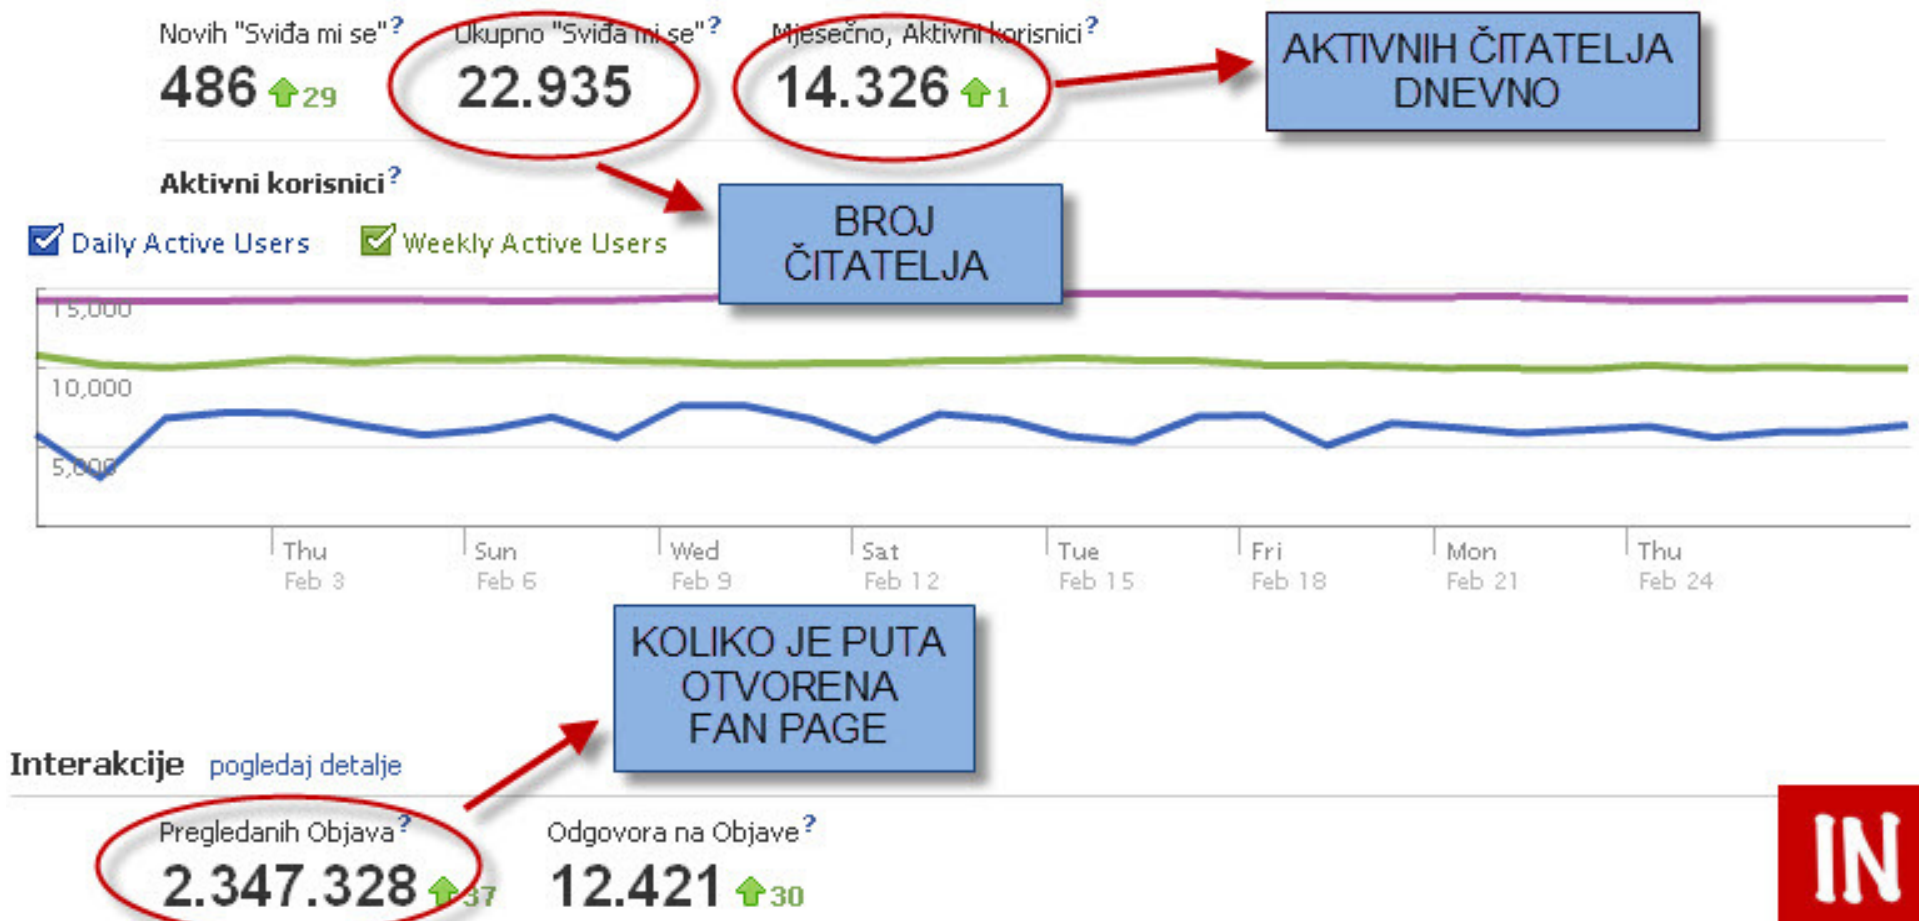 Novih "Sviđa mi se"?
Ukupno "Sviđa mi se"?
Mjesečno, Aktivni korisnici?
486 29
22.935
14.326 1
AKTIVNIH ČITATELJA
DNEVNO
Aktivni korisnici?
BROJ
ČITATELJA
Daily Active Users
Weekly Active Users
15,000
10,000
5,000
Thu
Feb 3
Sun
Feb 6
Wed
Feb 9
Sat
Feb 12
Tue
Feb 15
Fri
Feb 18
Mon
Feb 21
Thu
Feb 24
KOLIKO JE PUTA
OTVORENA
FAN PAGE
Interakcije pogledaj detalje
Pregledanih Objava?
Odgovora na Objave?
2.347.328 37
12.421 30
IN